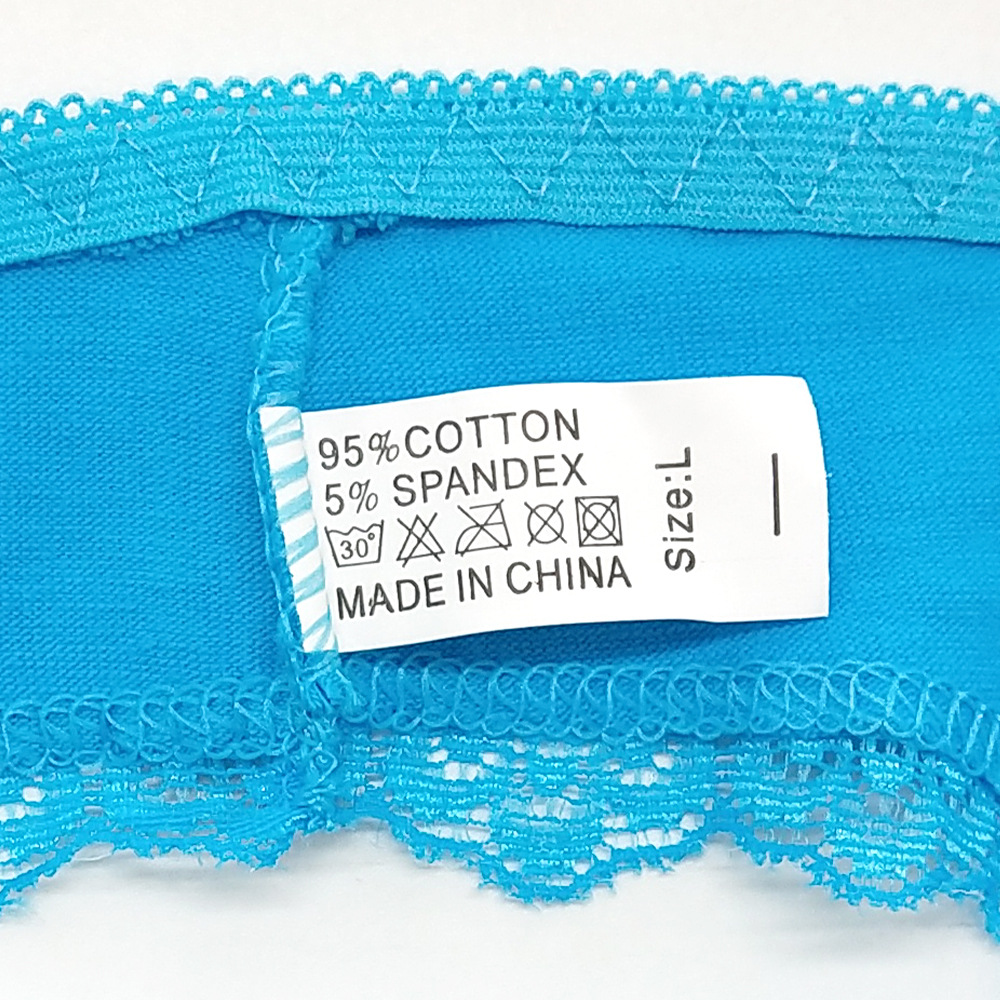 95%COTTON
5% SPANDEX
30°
MADE IN CHINA
Size:L